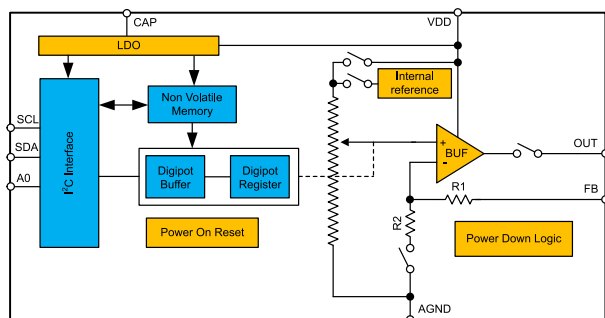 CAP
VDD
LDO
Internal
reference
Non Volatile
Memory
SCL
SDA
A0
I²C Interface
Digipot
Buffer
Digipot
Register
Power On Reset
+
BUF
-
OUT
FB
R1
R2
Power Down Logic
AGND